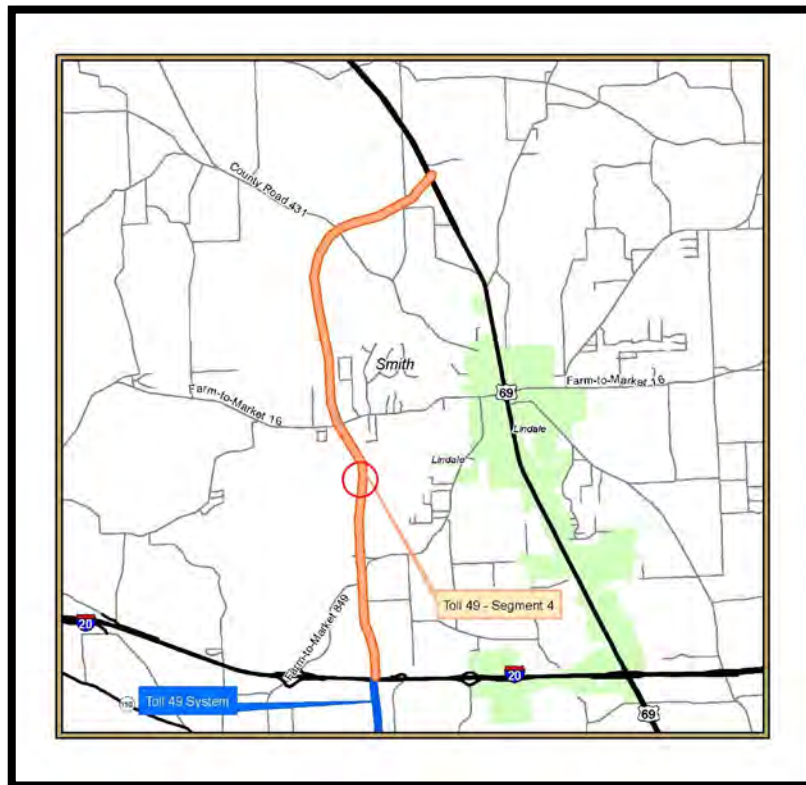 County Road 431
Smith
Farm-to-Market 16
Farm-to-Market 16
69
Lindale
Lindale
Toll 49 - Segment 4
Farm-to-Market 849
20
20
110
Toll 49 System
69